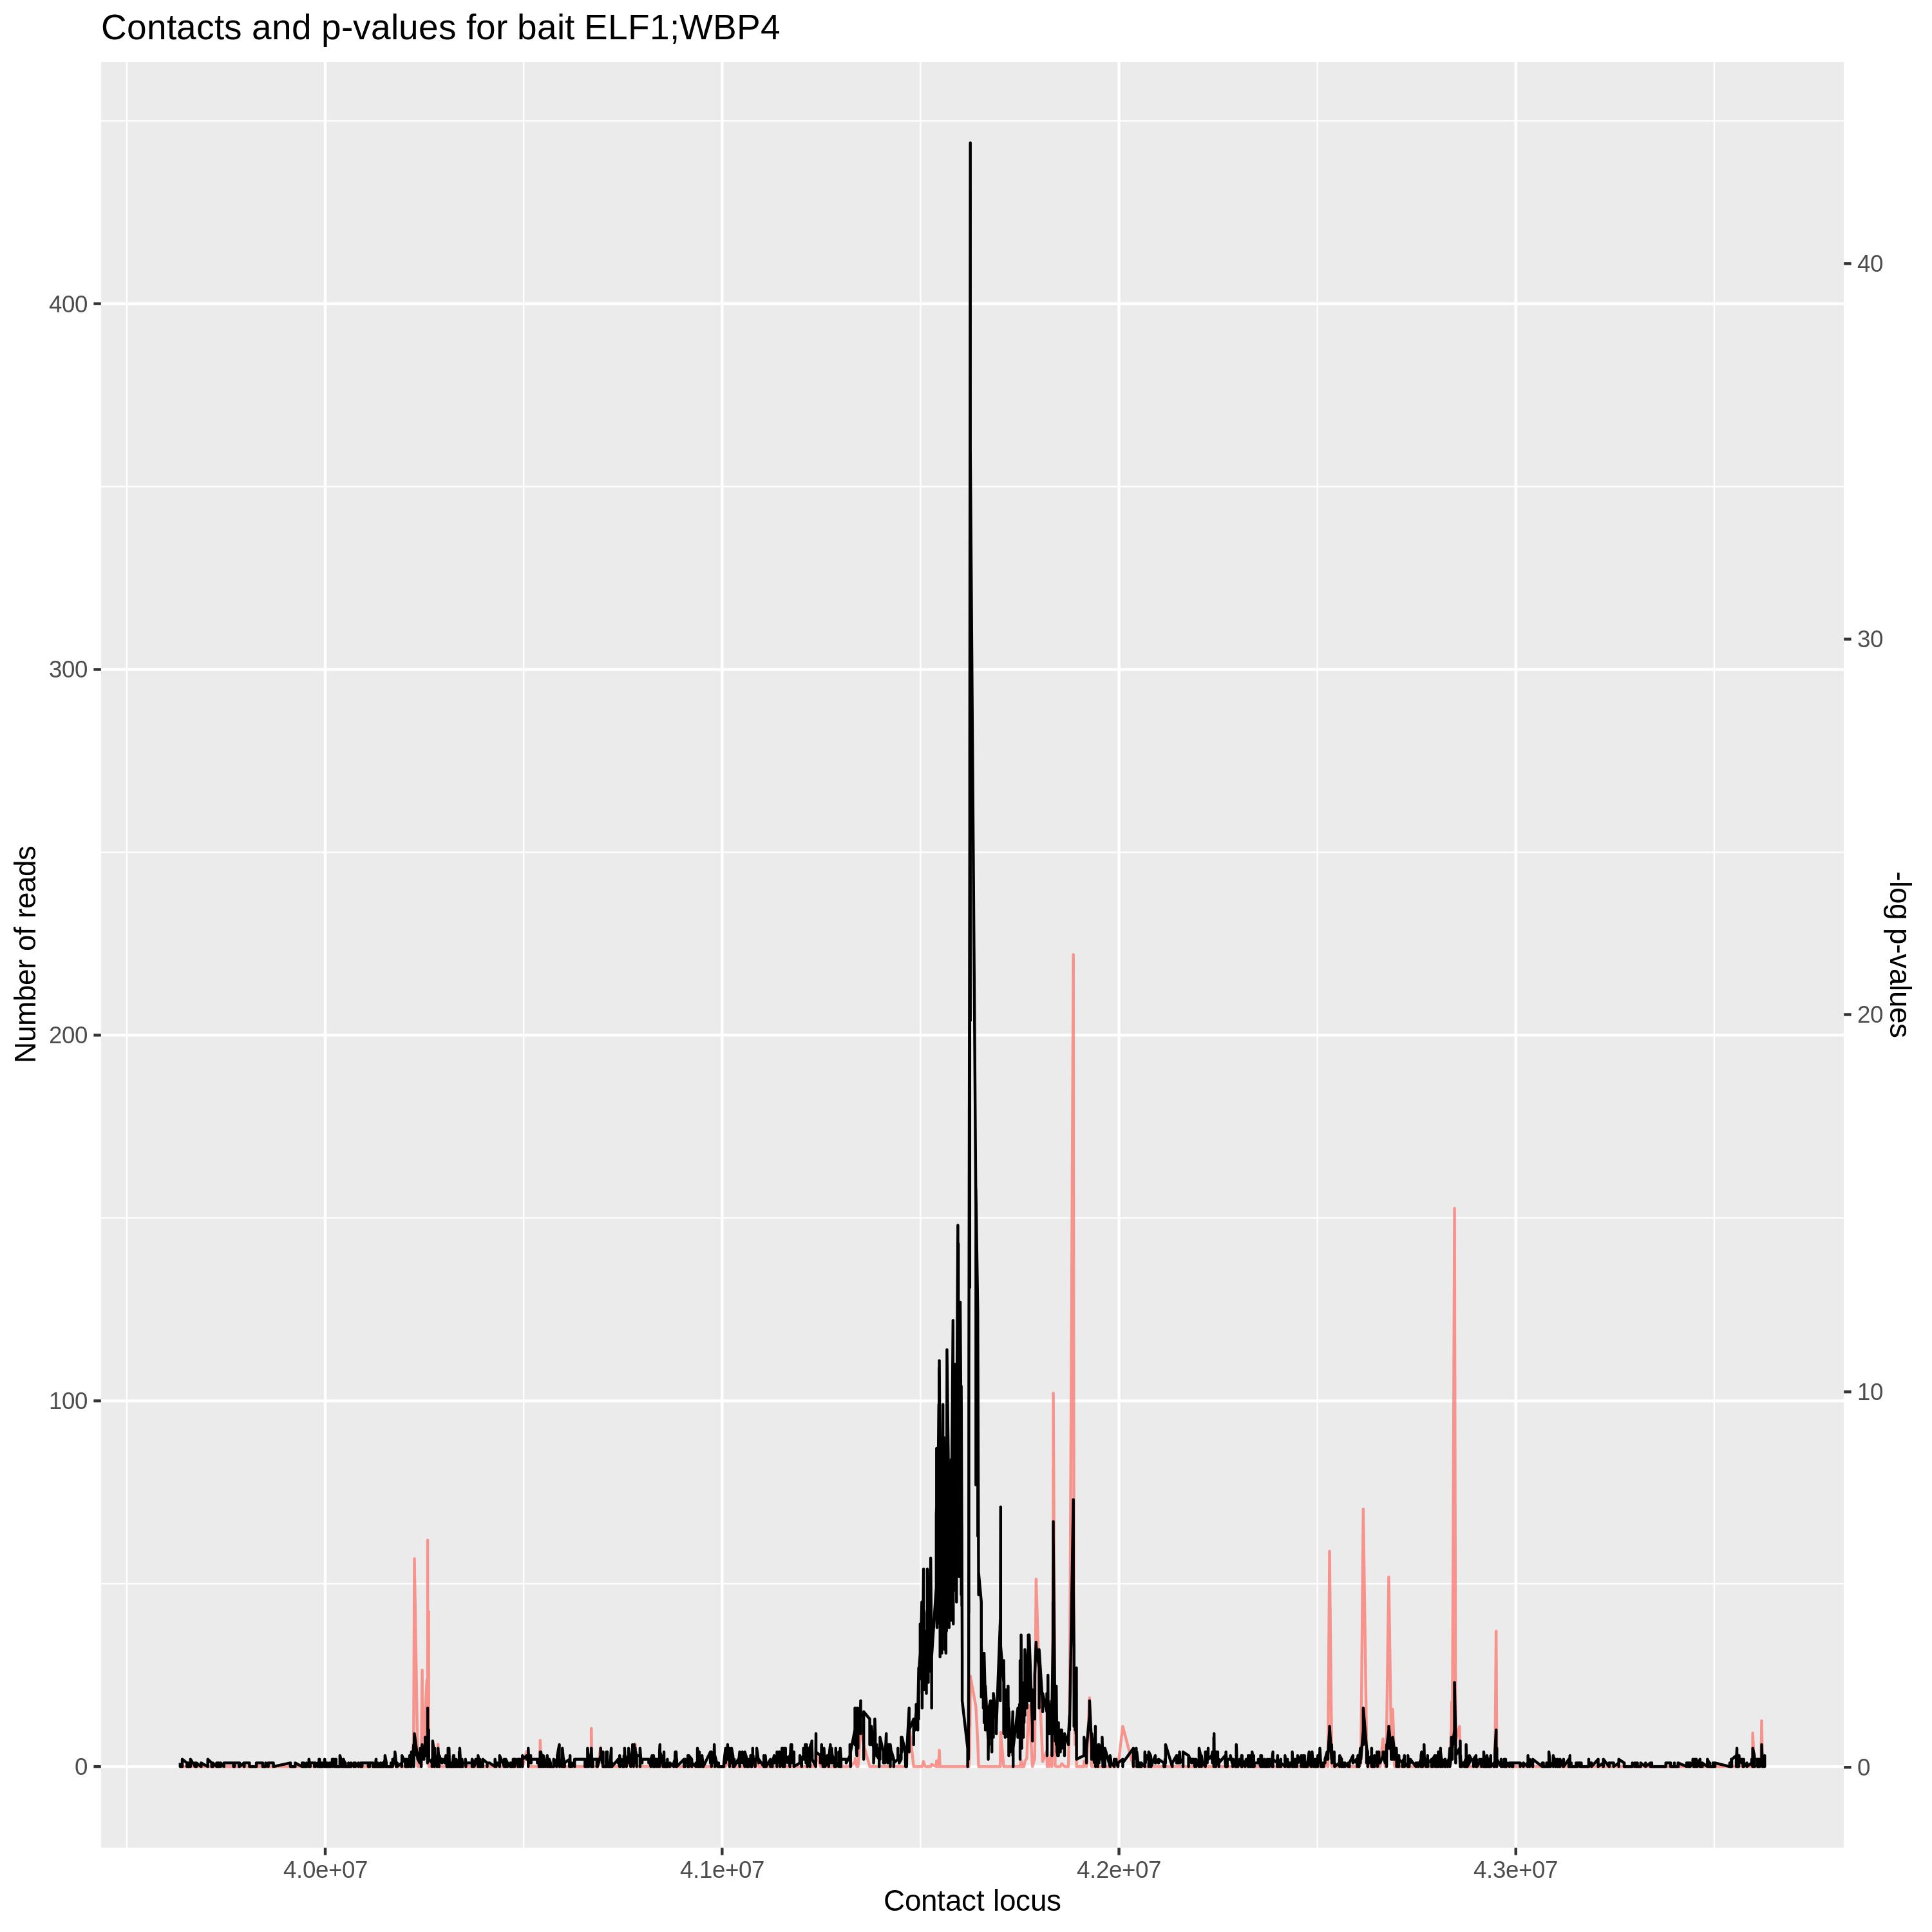 Contacts and p-values for bait ELF1;WBP4
400
300
200
100
0
Number of reads
40
30
20
10
0
-log p-values
4.0e+07
4.1e+07
4.2e+07
4.3e+07
Contact locus